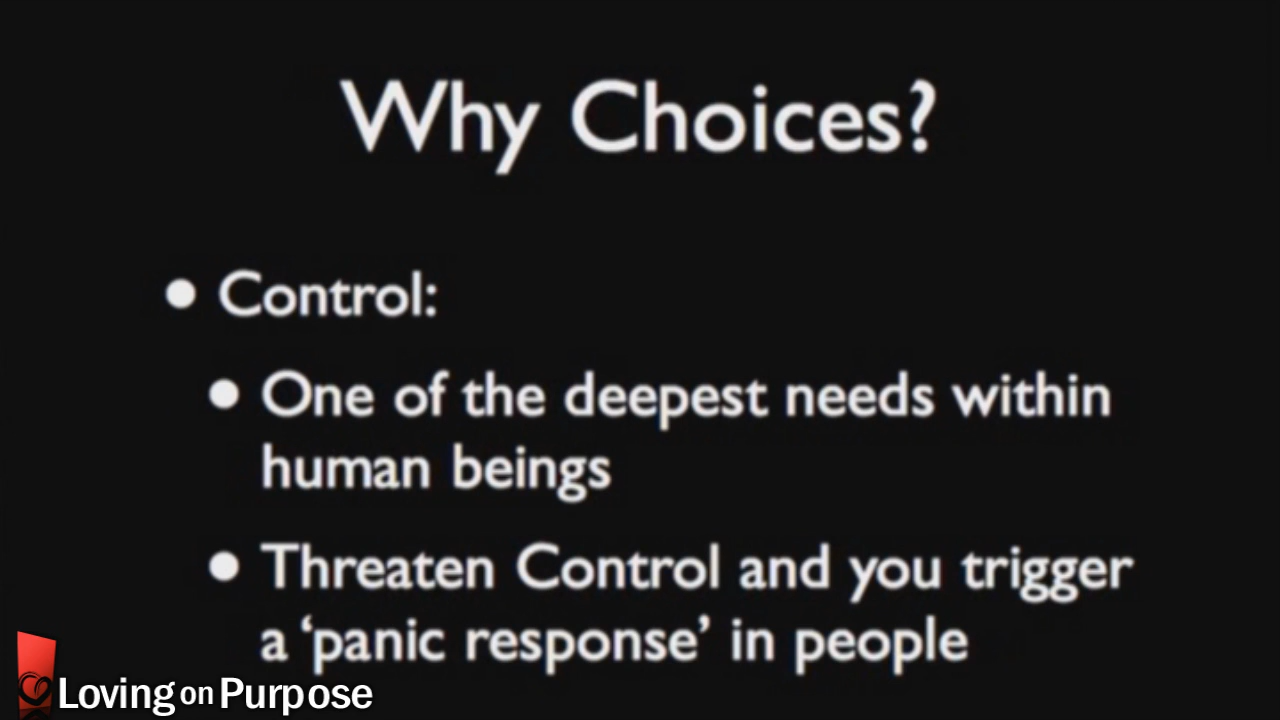 Why Choices?
• Control:
• One of the deepest needs within
human beings
• Threaten Control and you trigger
a ‘panic response’ in people
Loving on Purpose